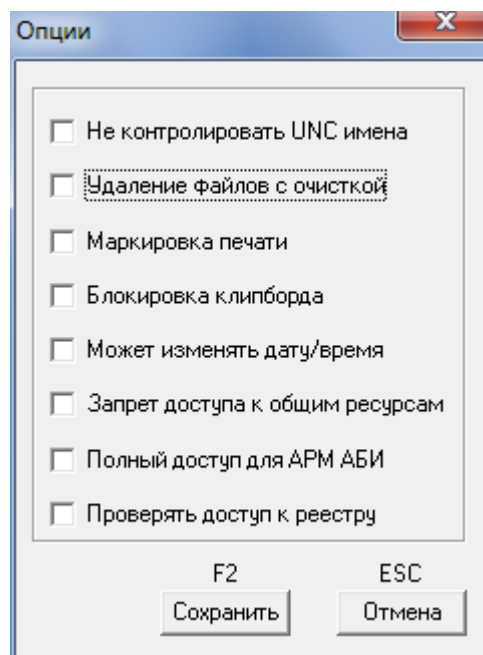 Опции
Не контролировать UNC имена
Удаление файлов с очисткой
Маркировка печати
Блокировка клипборда
Может изменять дату/время
Запрет доступа к общим ресурсам
Полный доступ для АРМ АБИ
Проверять доступ к реестру
F2 ESC
Сохранить Отмена